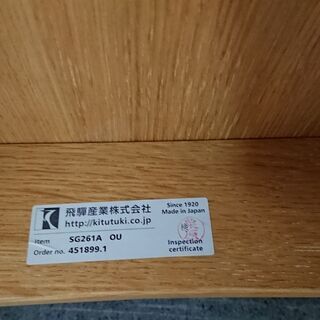 飛騨産業株式会社
http://kitutuki.co.jp
Since 1920
Made in Japan
Item SG261A OU
Order no. 451899.1
Inspection
certificate